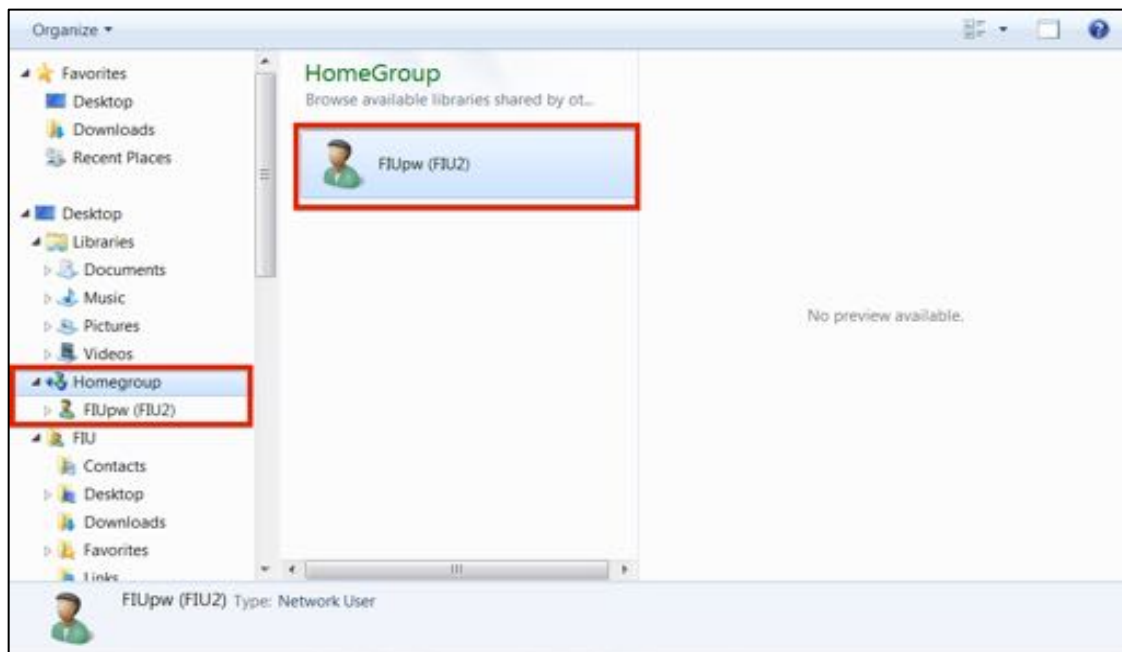 Organize
Favorites
Desktop
Downloads
Recent Places
Desktop
Libraries
Documents
Music
Pictures
Videos
Homegroup
FIUpw (FIU2)
FIU
Contacts
Desktop
Downloads
Favorites
Links
HomeGroup
Browse available libraries shared by ot...
FIUpw (FIU2)
No preview available.
FIUpw (FIU2) Type: Network User